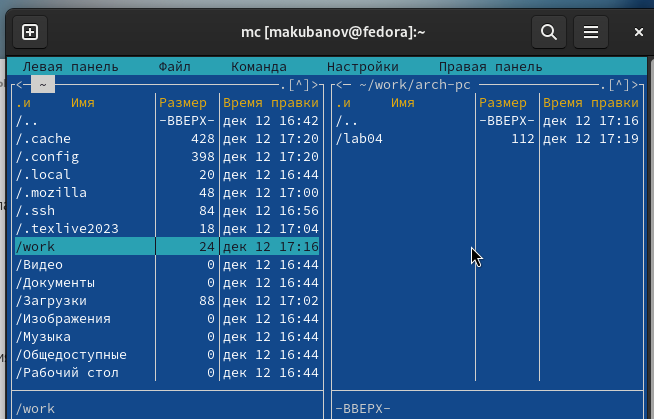 mc [makubanov@fedora]:~
Левая панель Файл Команда Настройки Правая панель
<─ ~ .[^]> <─ ~/work/arch-pc .[^]>
.и Имя Размер Время правки .и Имя Размер Время правки
/.. -ВВЕРХ- дек 12 16:42 /.. -ВВЕРХ- дек 12 17:16
/.cache 428 дек 12 17:20 /lab04 112 дек 12 17:19
/.config 398 дек 12 17:20
/.local 20 дек 12 16:44
/.mozilla 48 дек 12 17:00
/.ssh 84 дек 12 16:56
/.texlive2023 18 дек 12 17:04
/work 24 дек 12 17:16
/Видео 0 дек 12 16:44
/Документы 0 дек 12 16:44
/Загрузки 88 дек 12 17:02
/Изображения 0 дек 12 16:44
/Музыка 0 дек 12 16:44
/Общедоступные 0 дек 12 16:44
/Рабочий стол 0 дек 12 16:44
/work -ВВЕРХ-